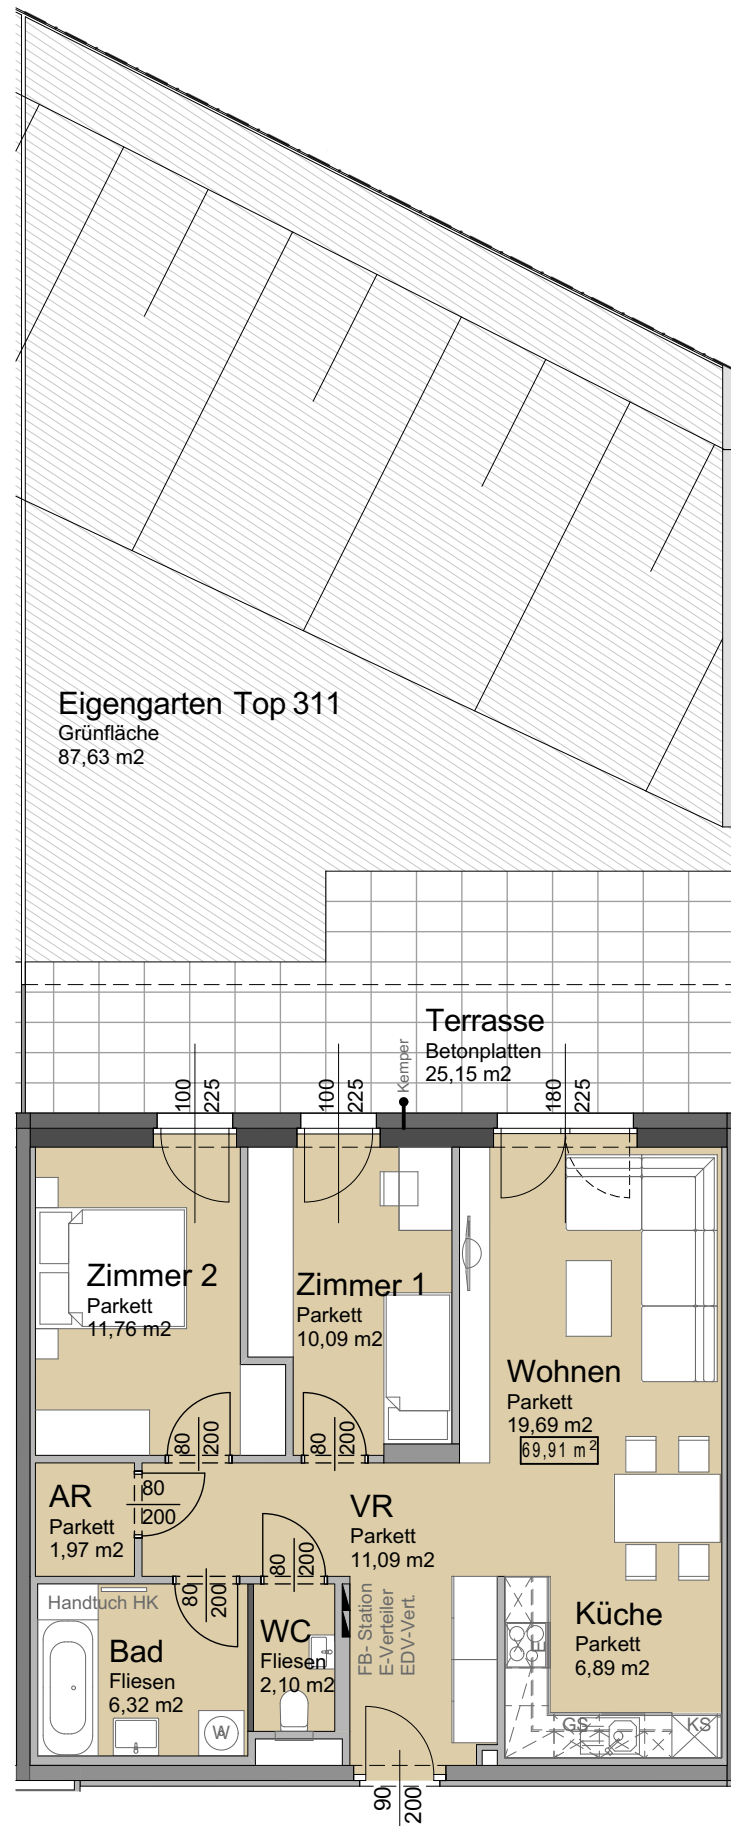 Eigengarten Top 311
Grünfläche
87,63 m2
Terrasse
Betonplatten
25,15 m2
Kemper
100
225
100
225
180
225
Zimmer 2
Parkett
11,76 m2
Zimmer 1
Parkett
10,09 m2
Wohnen
Parkett
19,69 m2
69,91 m²
80
200
80
200
AR
Parkett
1,97 m2
80
200
VR
Parkett
11,09 m2
80
200
80
200
Handtuch HK
Bad
Fliesen
6,32 m2
W
WC
Fliesen
2,10 m2
FB- Station
E-Verteiler
EDV-Vert.
Küche
Parkett
6,89 m2
E
GS
KS
90
200